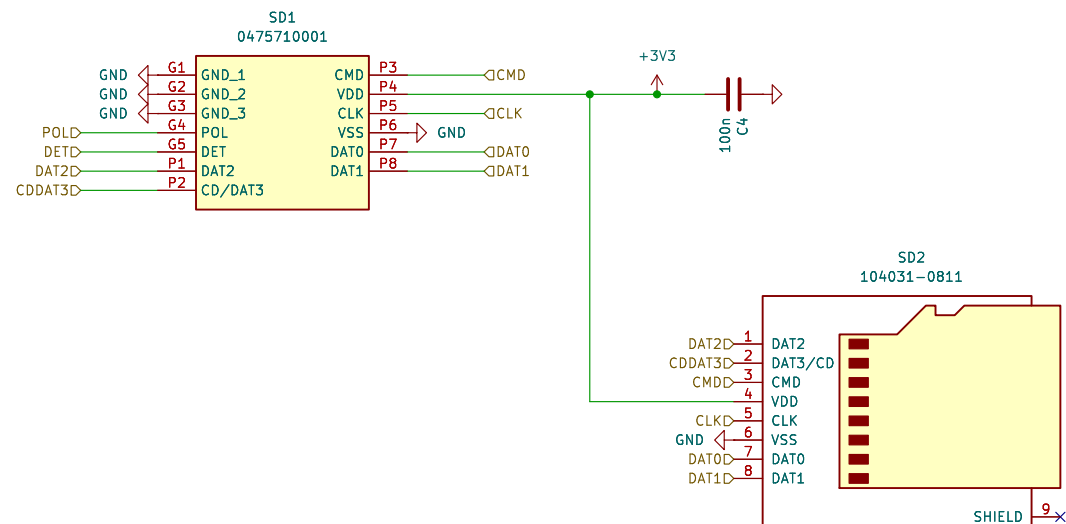 SD1
0475710001
GND G1 GND_1 CMD P3 CMD
GND G2 GND_2 VDD P4
GND G3 GND_3 CLK P5 CLK
POL G4 POL VSS P6 GND
DET G5 DET DAT0 P7 DAT0
DAT2 P1 DAT2 DAT1 P8 DAT1
CDDAT3 P2 CD/DAT3
+3V3
100n
C4
SD2
104031-0811
DAT2 1 DAT2
CDDAT3 2 DAT3/CD
CMD 3 CMD
4 VDD
CLK 5 CLK
GND 6 VSS
DAT0 7 DAT0
DAT1 8 DAT1
SHIELD 9